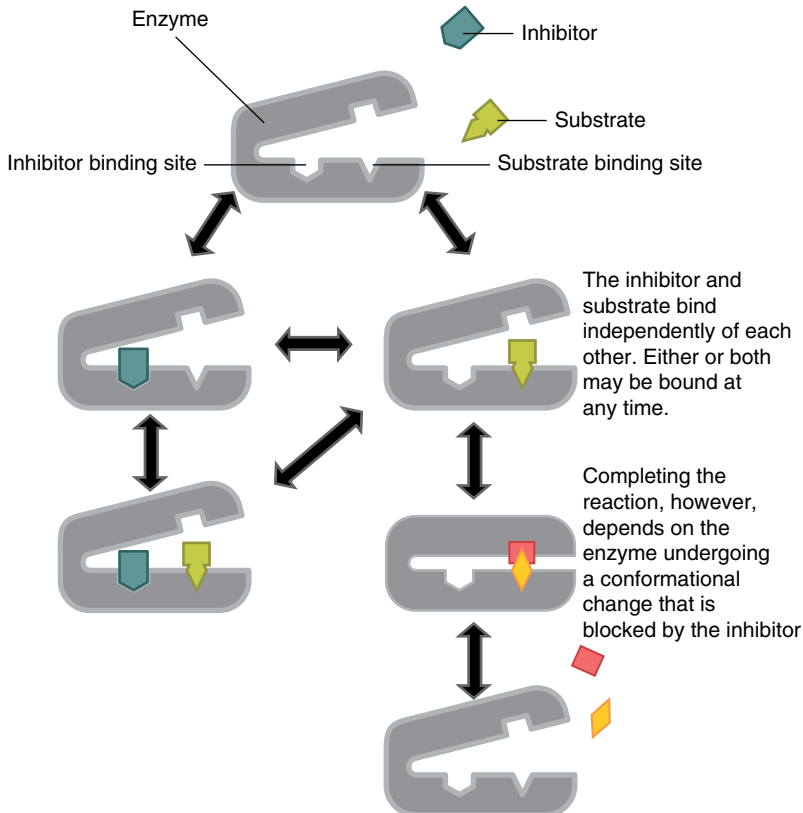 Enzyme
Inhibitor
Substrate
Inhibitor binding site
Substrate binding site
The inhibitor and
substrate bind
independently of each
other. Either or both
may be bound at
any time.
Completing the
reaction, however,
depends on the
enzyme undergoing
a conformational
change that is
blocked by the inhibitor